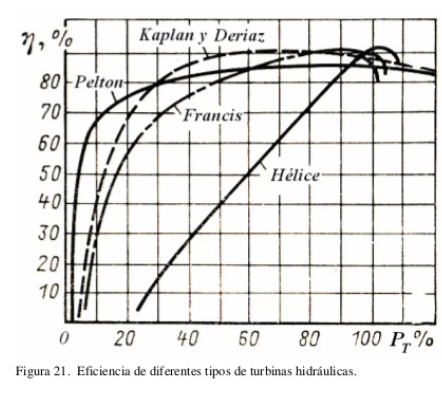 η, %
Kaplan y Deriaz
80
Pelton
70
Francis
60
50
Hélice
40
30
20
10
0 20 40 60 80 100 P_T %
Figura 21. Eficiencia de diferentes tipos de turbinas hidráulicas.